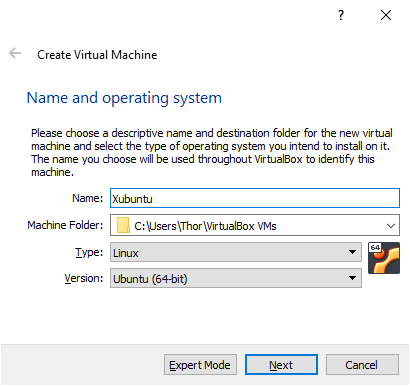 ?
Create Virtual Machine
Name and operating system
Please choose a descriptive name and destination folder for the new virtual
machine and select the type of operating system you intend to install on it.
The name you choose will be used throughout VirtualBox to identify this
machine.
Name: Xubuntu
Machine Folder: C:\Users\Thor\VirtualBox VMs
Type: Linux
64
Version: Ubuntu (64-bit)
Expert Mode Next Cancel